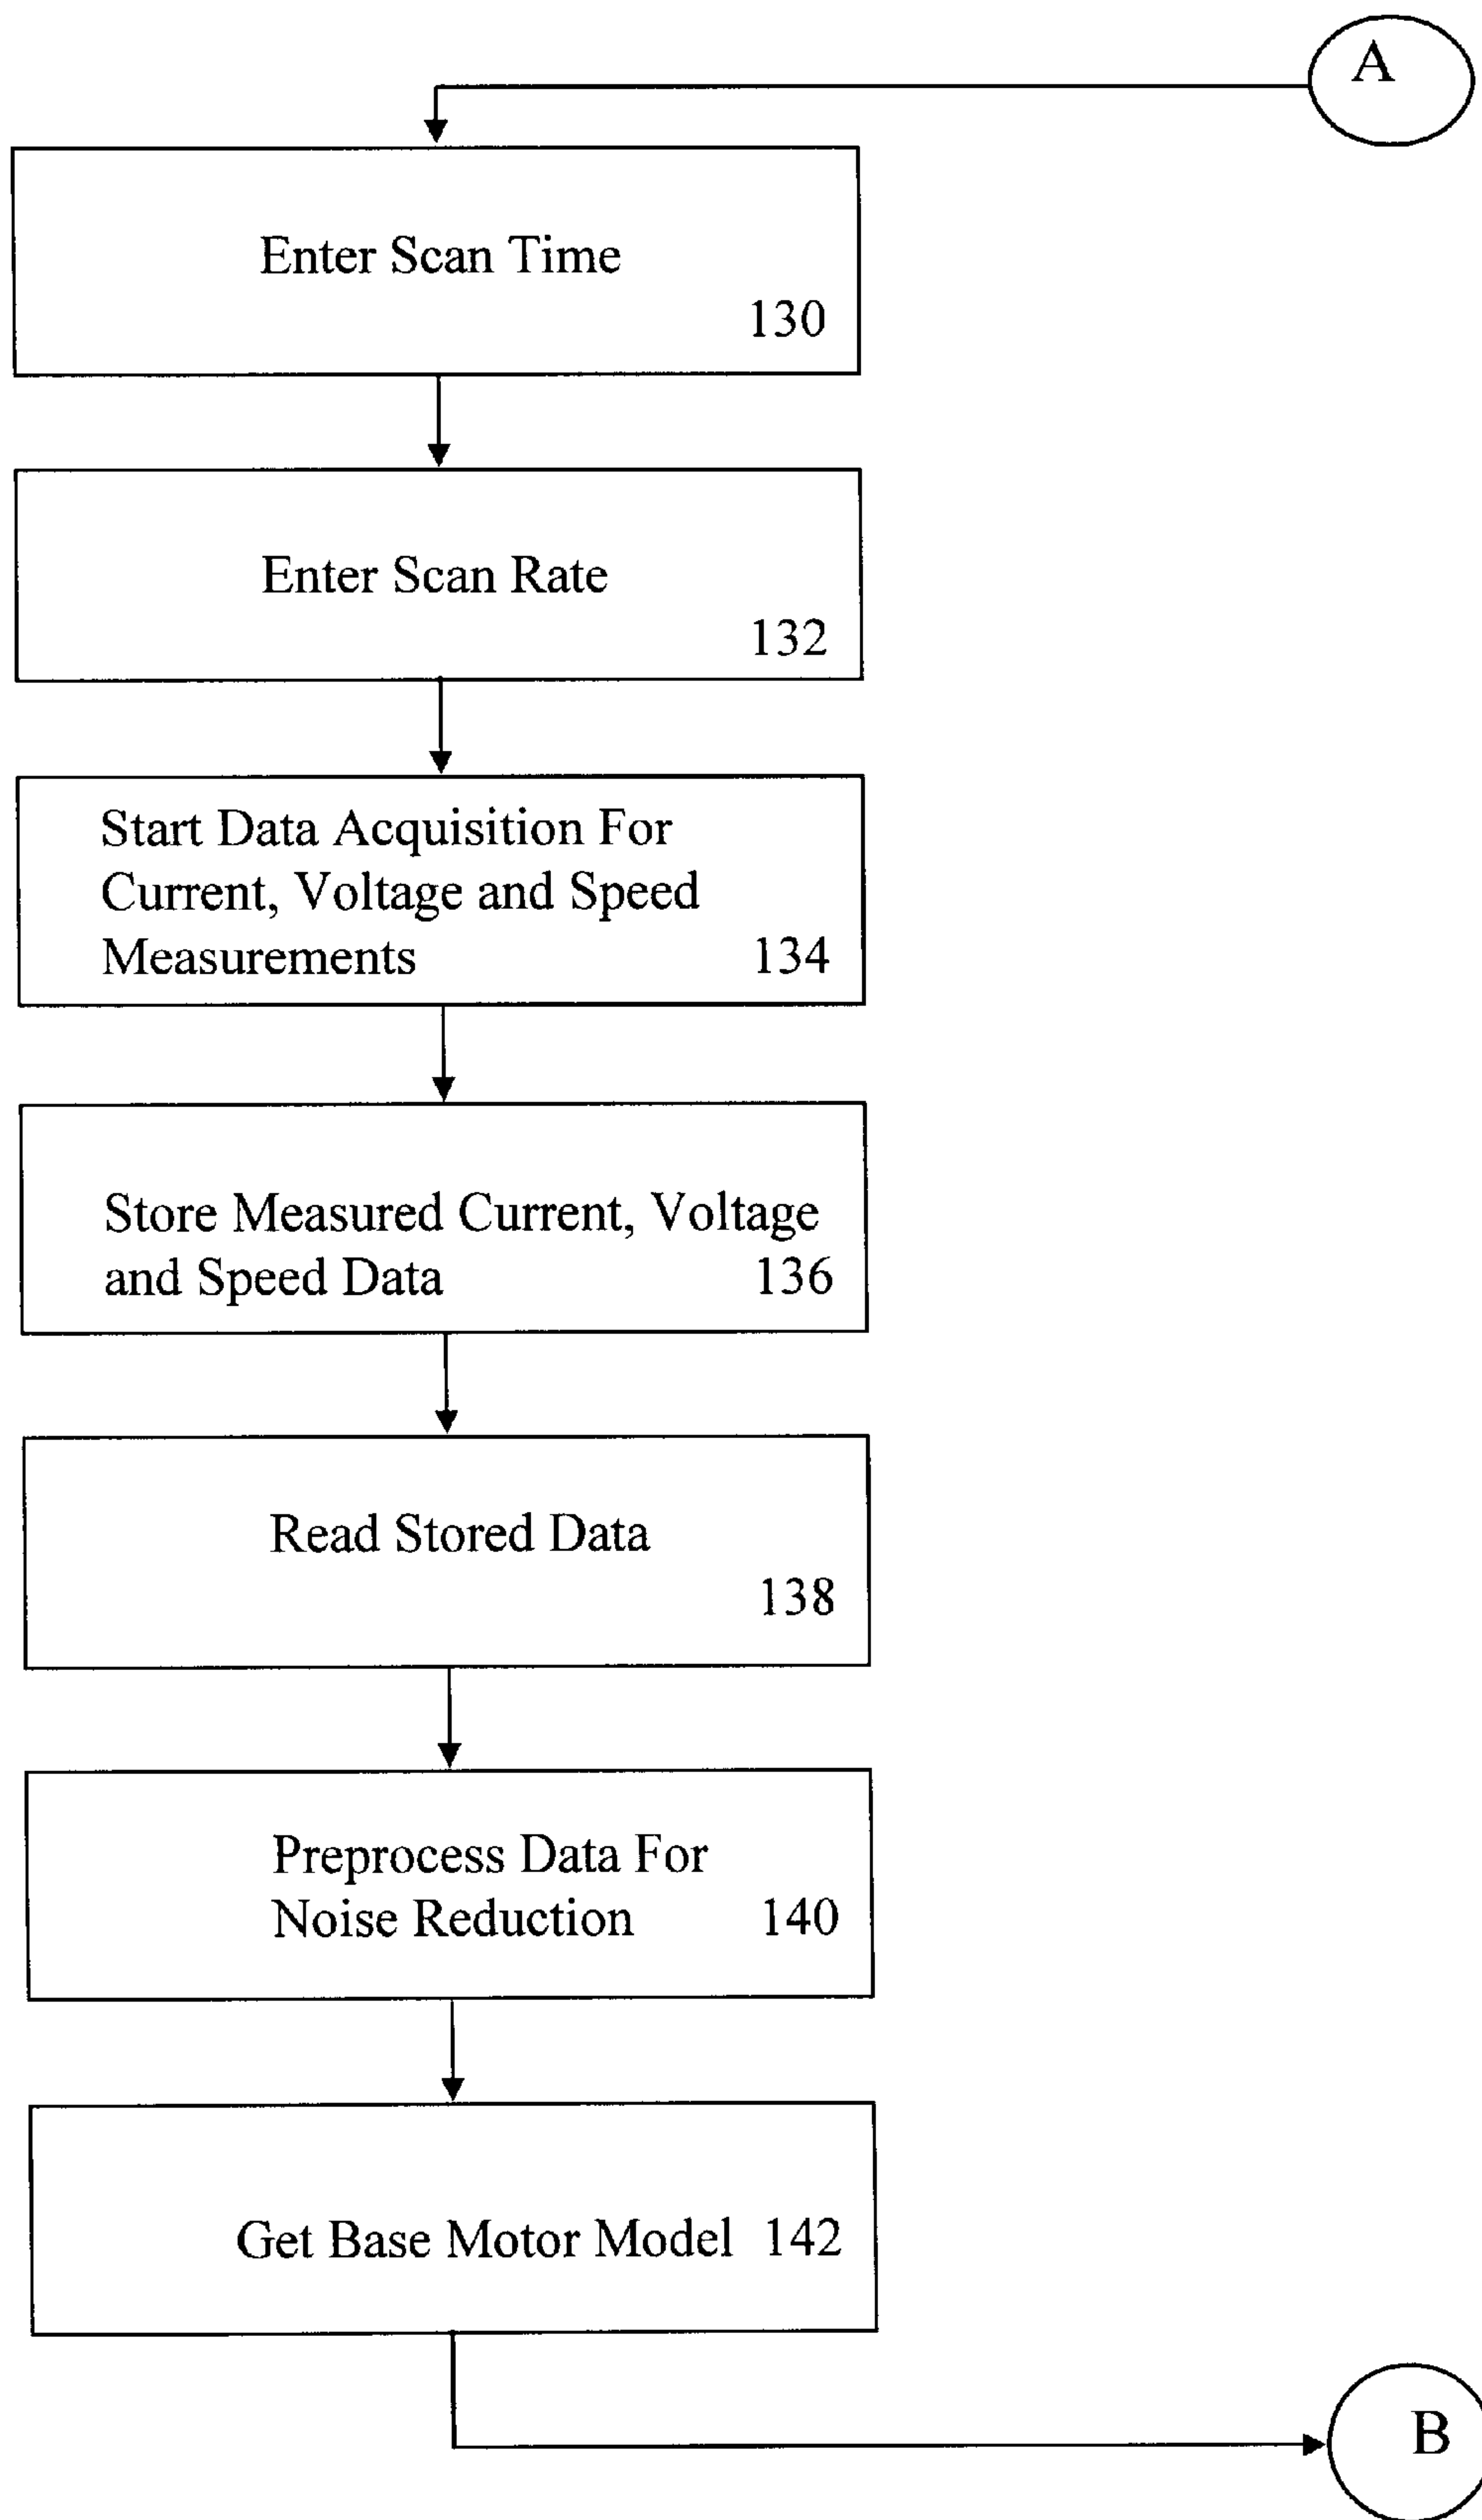 A
Enter Scan Time
130
Enter Scan Rate
132
Start Data Acquisition For
Current, Voltage and Speed
Measurements 134
Store Measured Current, Voltage
and Speed Data 136
Read Stored Data
138
Preprocess Data For
Noise Reduction 140
Get Base Motor Model 142
B